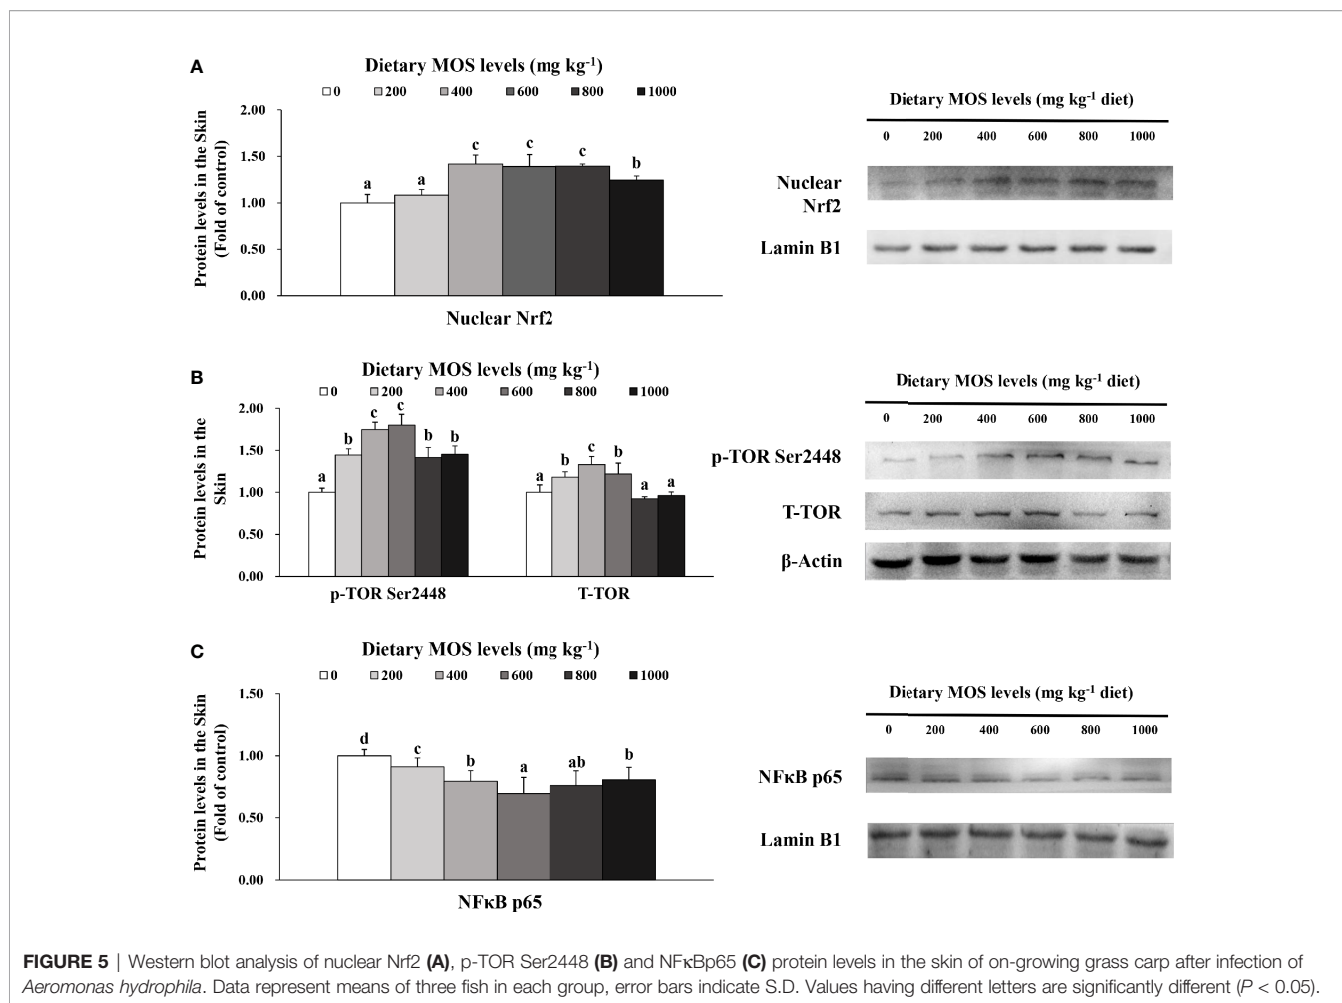 A
Dietary MOS levels (mg kg-1)
0 200 400 600 800 1000
Protein levels in the Skin
(Fold of control)
2.00
1.50
1.00
0.50
0.00
a a c c c b
Nuclear Nrf2
Dietary MOS levels (mg kg-1 diet)
0 200 400 600 800 1000
Nuclear
Nrf2
Lamin B1
B
Dietary MOS levels (mg kg-1)
0 200 400 600 800 1000
Protein levels in the
Skin
2.00
1.50
1.00
0.50
0.00
a b c c b b
a b c b a a
p-TOR Ser2448 T-TOR
Dietary MOS levels (mg kg-1 diet)
0 200 400 600 800 1000
p-TOR Ser2448
T-TOR
β-Actin
C
Dietary MOS levels (mg kg-1)
0 200 400 600 800 1000
Protein levels in the Skin
(Fold of control)
1.50
1.00
0.50
0.00
d c b a ab b
NFκB p65
Dietary MOS levels (mg kg-1 diet)
0 200 400 600 800 1000
NFκB p65
Lamin B1
FIGURE 5 | Western blot analysis of nuclear Nrf2 (A), p-TOR Ser2448 (B) and NFκBp65 (C) protein levels in the skin of on-growing grass carp after infection of
Aeromonas hydrophila. Data represent means of three fish in each group, error bars indicate S.D. Values having different letters are significantly different (P < 0.05).